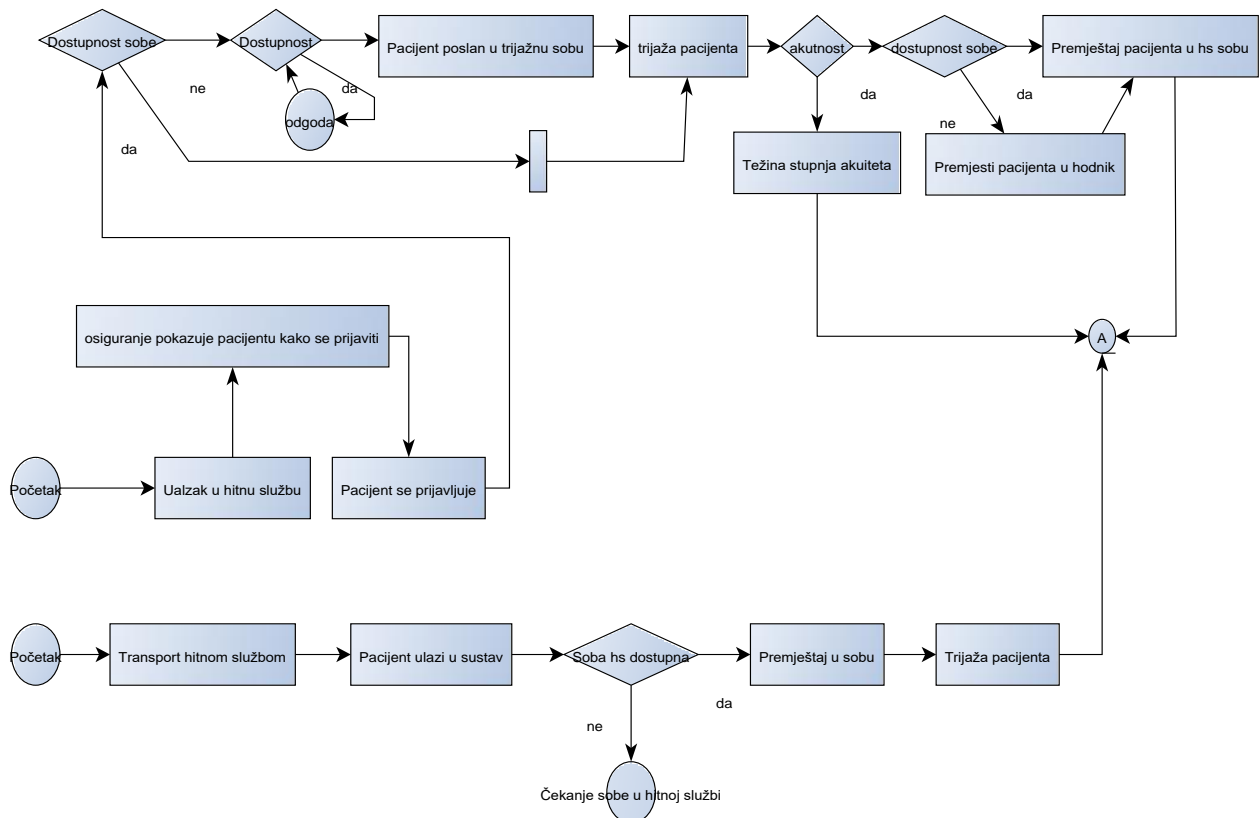 Dostupnost sobe
Dostupnost
Pacijent poslan u trijažnu sobu
trijaža pacijenta
akutnost
dostupnost sobe
Premještaj pacijenta u hs sobu
ne
da
da
da
odgoda
ne
da
Težina stupnja akuiteta
Premjesti pacijenta u hodnik
osiguranje pokazuje pacijentu kako se prijaviti
A
Početak
Ualzak u hitnu službu
Pacijent se prijavljuje
Početak
Transport hitnom službom
Pacijent ulazi u sustav
Soba hs dostupna
Premještaj u sobu
Trijaža pacijenta
da
ne
Čekanje sobe u hitnoj službi